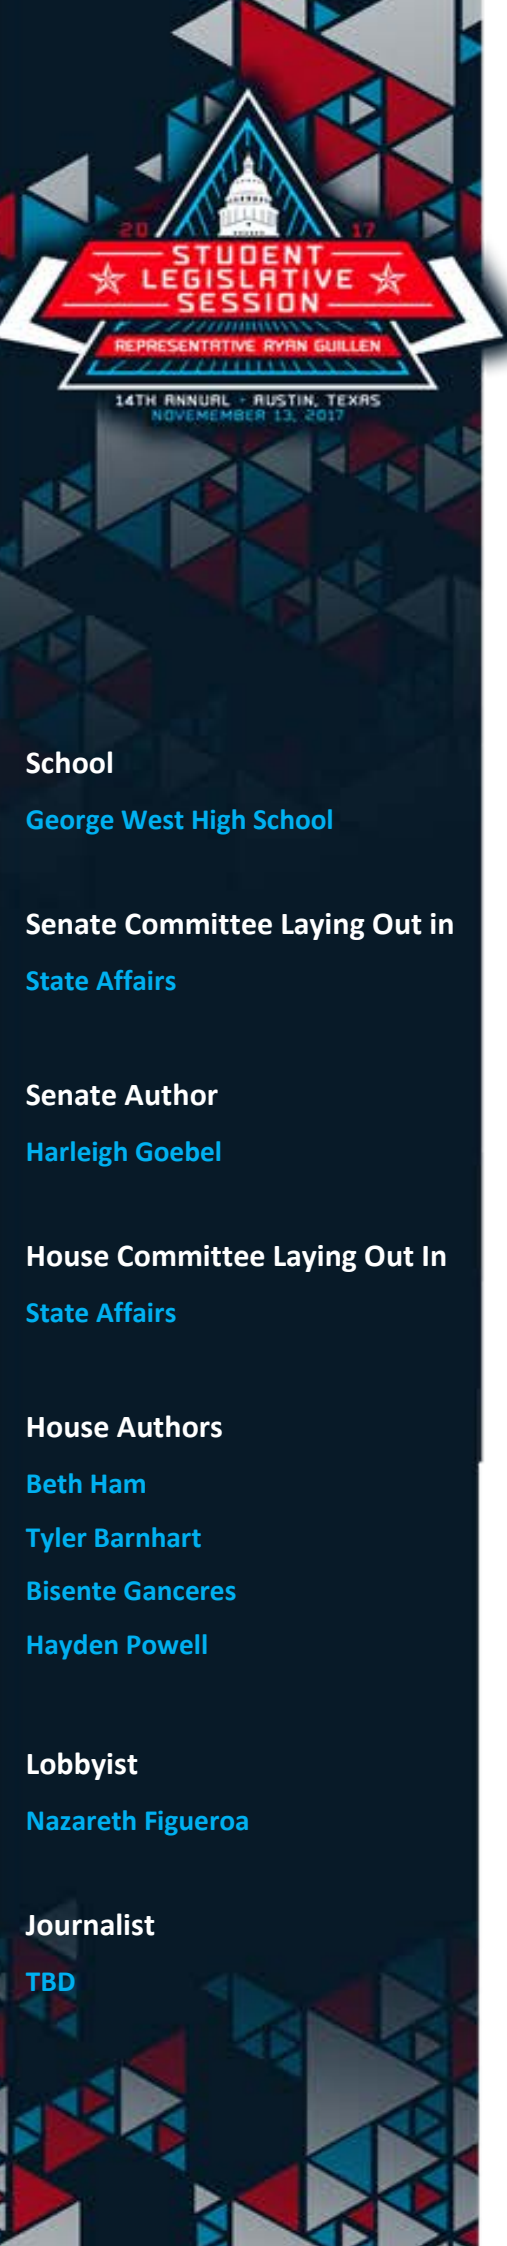 20 17
STUDENT
LEGISLATIVE
SESSION
REPRESENTATIVE RYAN GUILLEN
14TH ANNUAL - AUSTIN, TEXAS
NOVEMEMBER 13, 2017
School
George West High School
Senate Committee Laying Out in
State Affairs
Senate Author
Harleigh Goebel
House Committee Laying Out In
State Affairs
House Authors
Beth Ham
Tyler Barnhart
Bisente Ganceres
Hayden Powell
Lobbyist
Nazareth Figueroa
Journalist
TBD